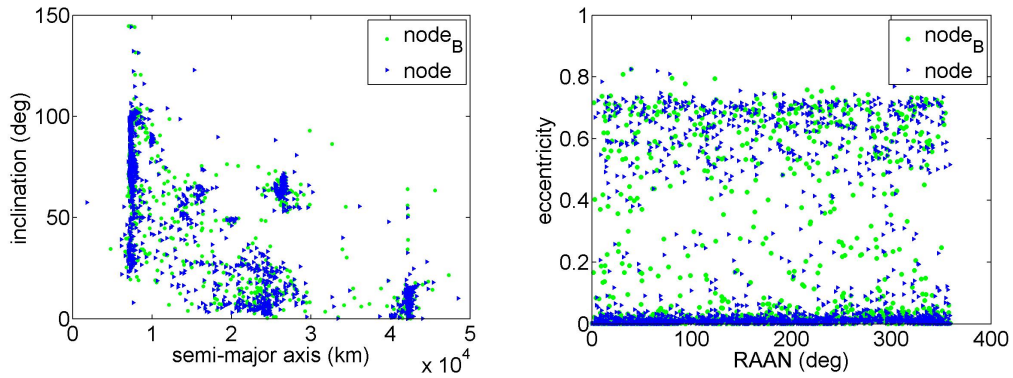 150
100
50
0
inclination (deg)
node_B
node
0 1 2 3 4 5
semi-major axis (km)
x 10^4
1
0.8
0.6
0.4
0.2
0
eccentricity
node_B
node
0 100 200 300 400
RAAN (deg)